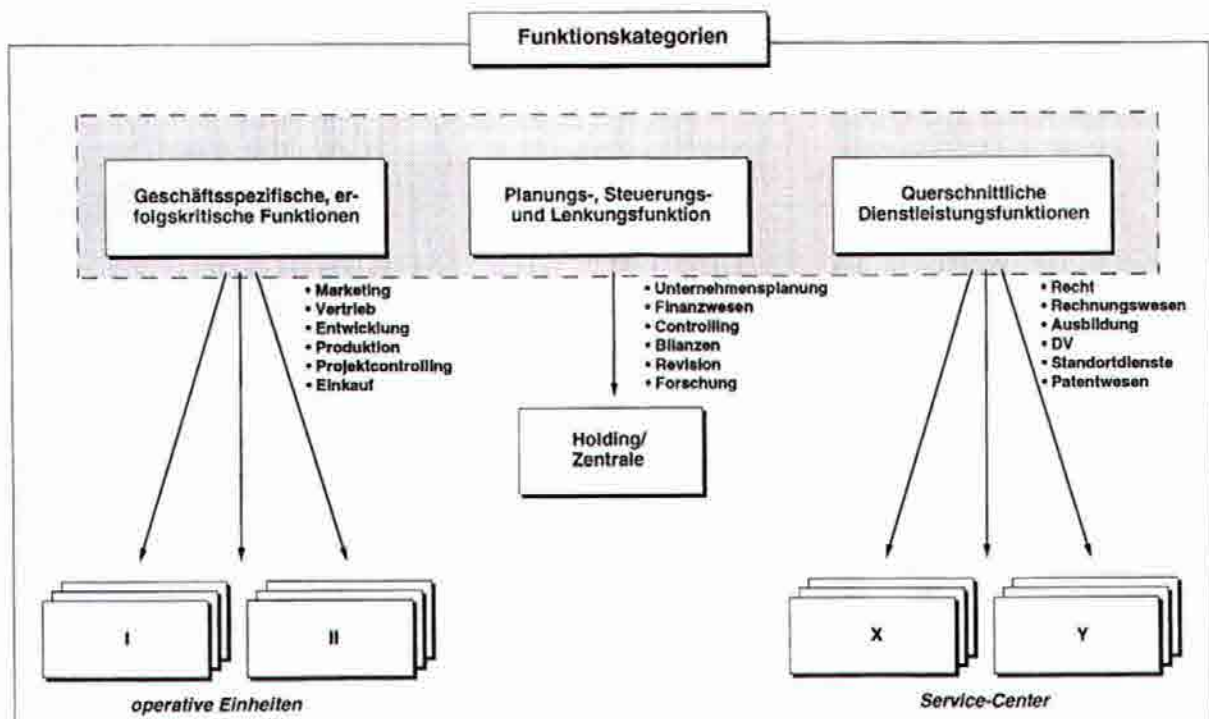 Funktionskategorien
Geschäftsspezifische, er-
folgskritische Funktionen
Planungs-, Steuerungs-
und Lenkungsfunktion
Querschnittliche
Dienstleistungsfunktionen
• Marketing
• Vertrieb
• Entwicklung
• Produktion
• Projektcontrolling
• Einkauf
• Unternehmensplanung
• Finanzwesen
• Controlling
• Bilanzen
• Revision
• Forschung
• Recht
• Rechnungswesen
• Ausbildung
• DV
• Standortdienste
• Patentwesen
Holding/
Zentrale
I
II
X
Y
operative Einheiten
Service-Center